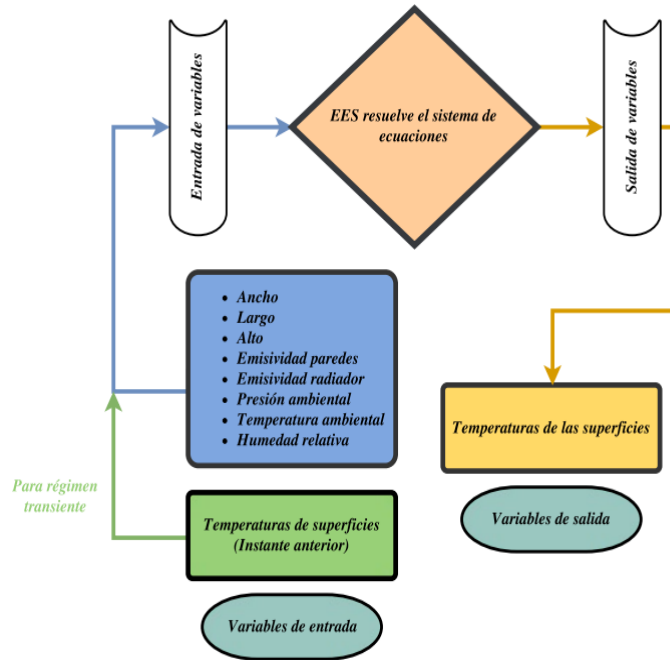 Entrada de variables
EES resuelve el sistema de
ecuaciones
Salida de variables
Ancho
Largo
Alto
Emisividad paredes
Emisividad radiador
Presión ambiental
Temperatura ambiental
Humedad relativa
Temperaturas de las superficies
Para régimen
transiente
Temperaturas de superficies
(Instante anterior)
Variables de salida
Variables de entrada